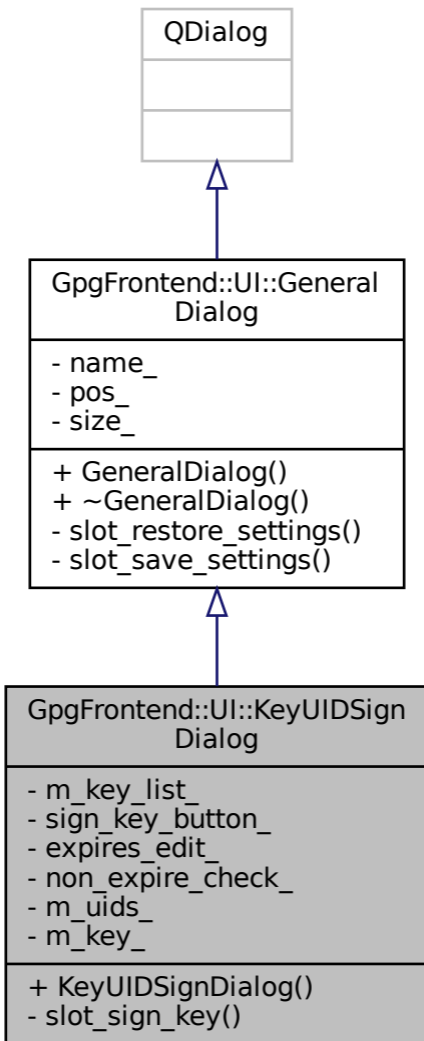 QDialog
GpgFrontend::UI::General
Dialog
- name_
- pos_
- size_
+ GeneralDialog()
+ ~GeneralDialog()
- slot_restore_settings()
- slot_save_settings()
GpgFrontend::UI::KeyUIDSign
Dialog
- m_key_list_
- sign_key_button_
- expires_edit_
- non_expire_check_
- m_uids_
- m_key_
+ KeyUIDSignDialog()
- slot_sign_key()